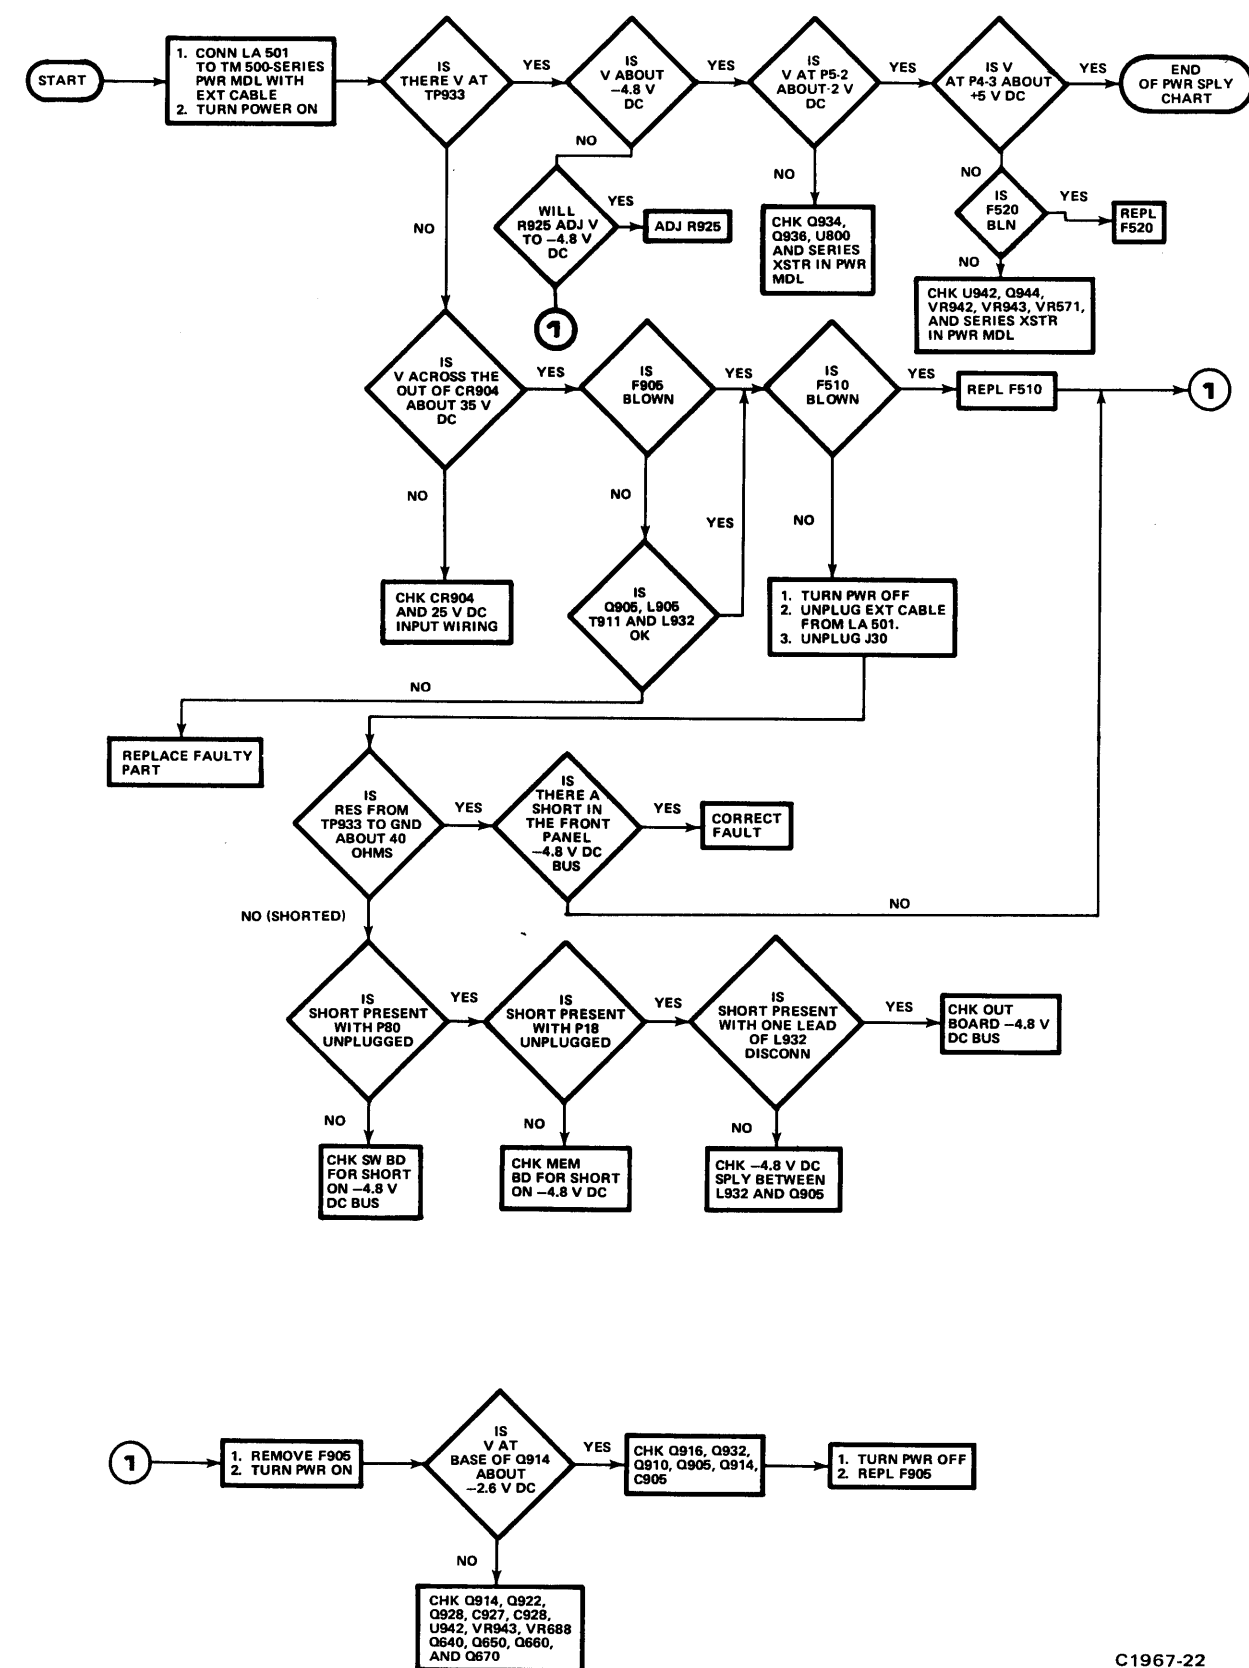 START
1. CONN LA 501
TO TM 500-SERIES
PWR MDL WITH
EXT CABLE
2. TURN POWER ON
IS
THERE V AT
TP933
YES
IS
V ABOUT
−4.8 V
DC
YES
IS
V AT P5-2
ABOUT-2 V
DC
YES
IS V
AT P4-3 ABOUT
+5 V DC
YES
END
OF PWR SPLY
CHART
NO
NO
NO
NO
WILL
R925 ADJ V
TO −4.8 V
DC
YES
ADJ R925
1
CHK Q934,
Q936, U800
AND SERIES
XSTR IN PWR
MDL
IS
F520
BLN
YES
REPL
F520
NO
CHK U942, Q944,
VR942, VR943, VR571,
AND SERIES XSTR
IN PWR MDL
IS
V ACROSS THE
OUT OF CR904
ABOUT 35 V
DC
YES
IS
F905
BLOWN
YES
IS
F510
BLOWN
YES
REPL F510
1
NO
NO
YES
NO
CHK CR904
AND 25 V DC
INPUT WIRING
IS
Q905, L905
T911 AND L932
OK
1. TURN PWR OFF
2. UNPLUG EXT CABLE
FROM LA 501.
3. UNPLUG J30
NO
REPLACE FAULTY
PART
IS
RES FROM
TP933 TO GND
ABOUT 40
OHMS
YES
IS
THERE A
SHORT IN
THE FRONT
PANEL
−4.8 V DC
BUS
YES
CORRECT
FAULT
NO
NO (SHORTED)
IS
SHORT PRESENT
WITH P80
UNPLUGGED
YES
IS
SHORT PRESENT
WITH P18
UNPLUGGED
YES
IS
SHORT PRESENT
WITH ONE LEAD
OF L932
DISCONN
YES
CHK OUT
BOARD −4.8 V
DC BUS
NO
NO
NO
CHK SW BD
FOR SHORT
ON −4.8 V
DC BUS
CHK MEM
BD FOR SHORT
ON −4.8 V DC
CHK −4.8 V DC
SPLY BETWEEN
L932 AND Q905
1
1. REMOVE F905
2. TURN PWR ON
IS
V AT
BASE OF Q914
ABOUT
−2.6 V DC
YES
CHK Q916, Q932,
Q910, Q905, Q914,
C905
1. TURN PWR OFF
2. REPL F905
NO
CHK Q914, Q922,
Q928, C927, C928,
U942, VR943, VR688
Q640, Q650, Q660,
AND Q670
C1967-22